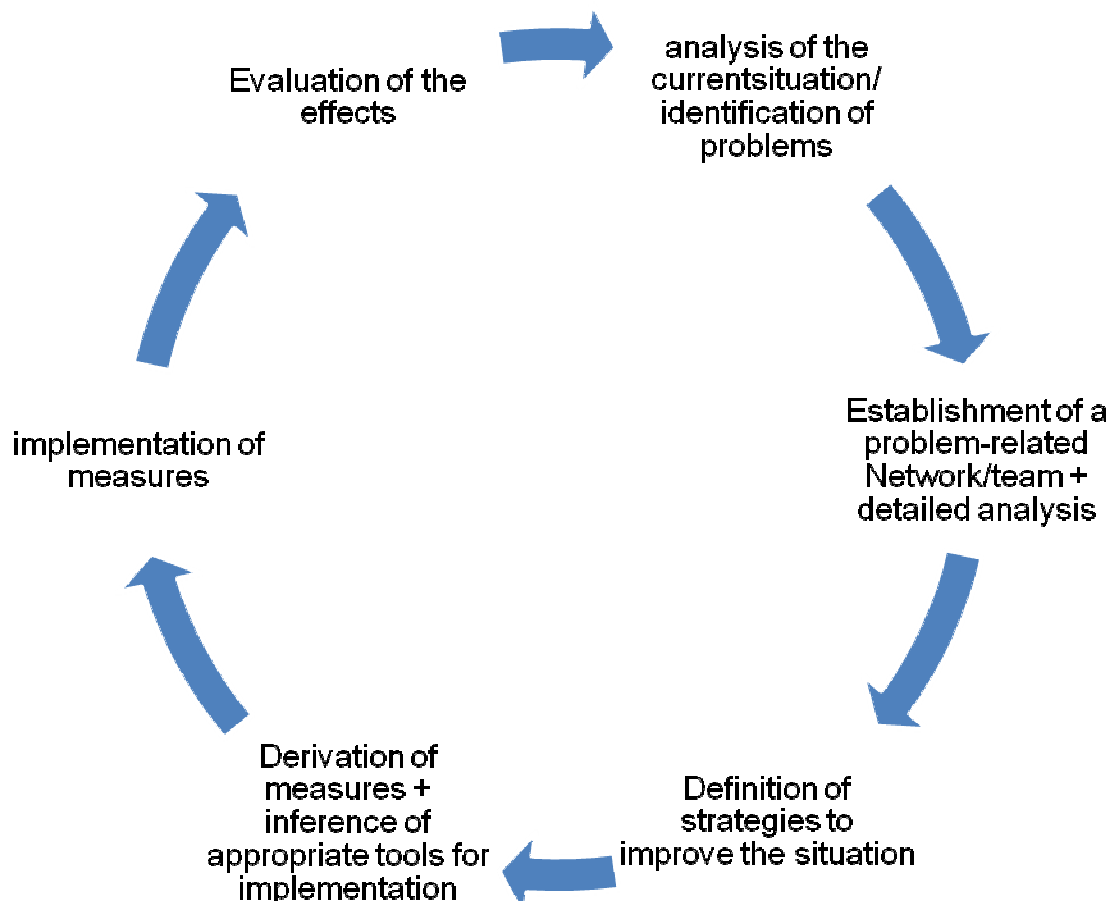 Evaluation of the
effects
analysis of the
currentsituation/
identification of
problems
Establishment of a
problem-related
Network/team +
detailed analysis
Definition of
strategies to
improve the situation
Derivation of
measures +
inference of
appropriate tools for
implementation
implementation of
measures